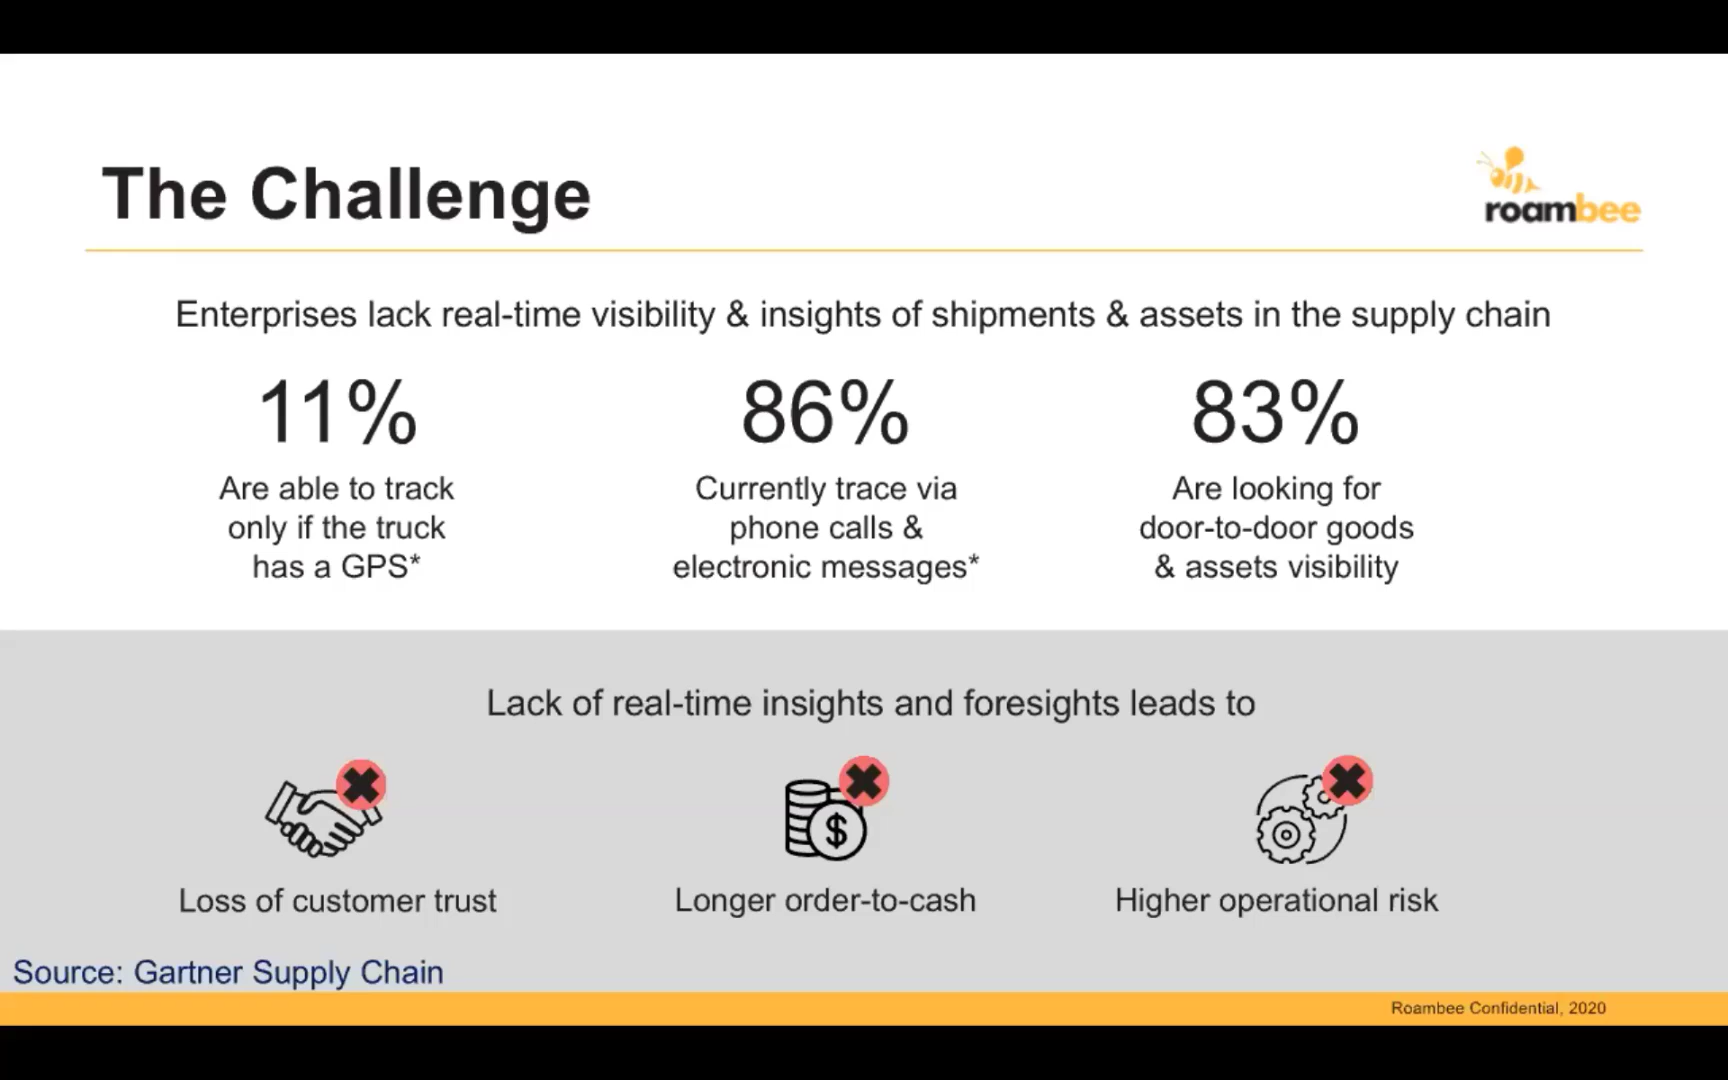 The Challenge
roambee
Enterprises lack real-time visibility & insights of shipments & assets in the supply chain
11%
Are able to track
only if the truck
has a GPS*
86%
Currently trace via
phone calls &
electronic messages*
83%
Are looking for
door-to-door goods
& assets visibility
Lack of real-time insights and foresights leads to
$
Loss of customer trust
Longer order-to-cash
Higher operational risk
Source: Gartner Supply Chain
Roambee Confidential, 2020